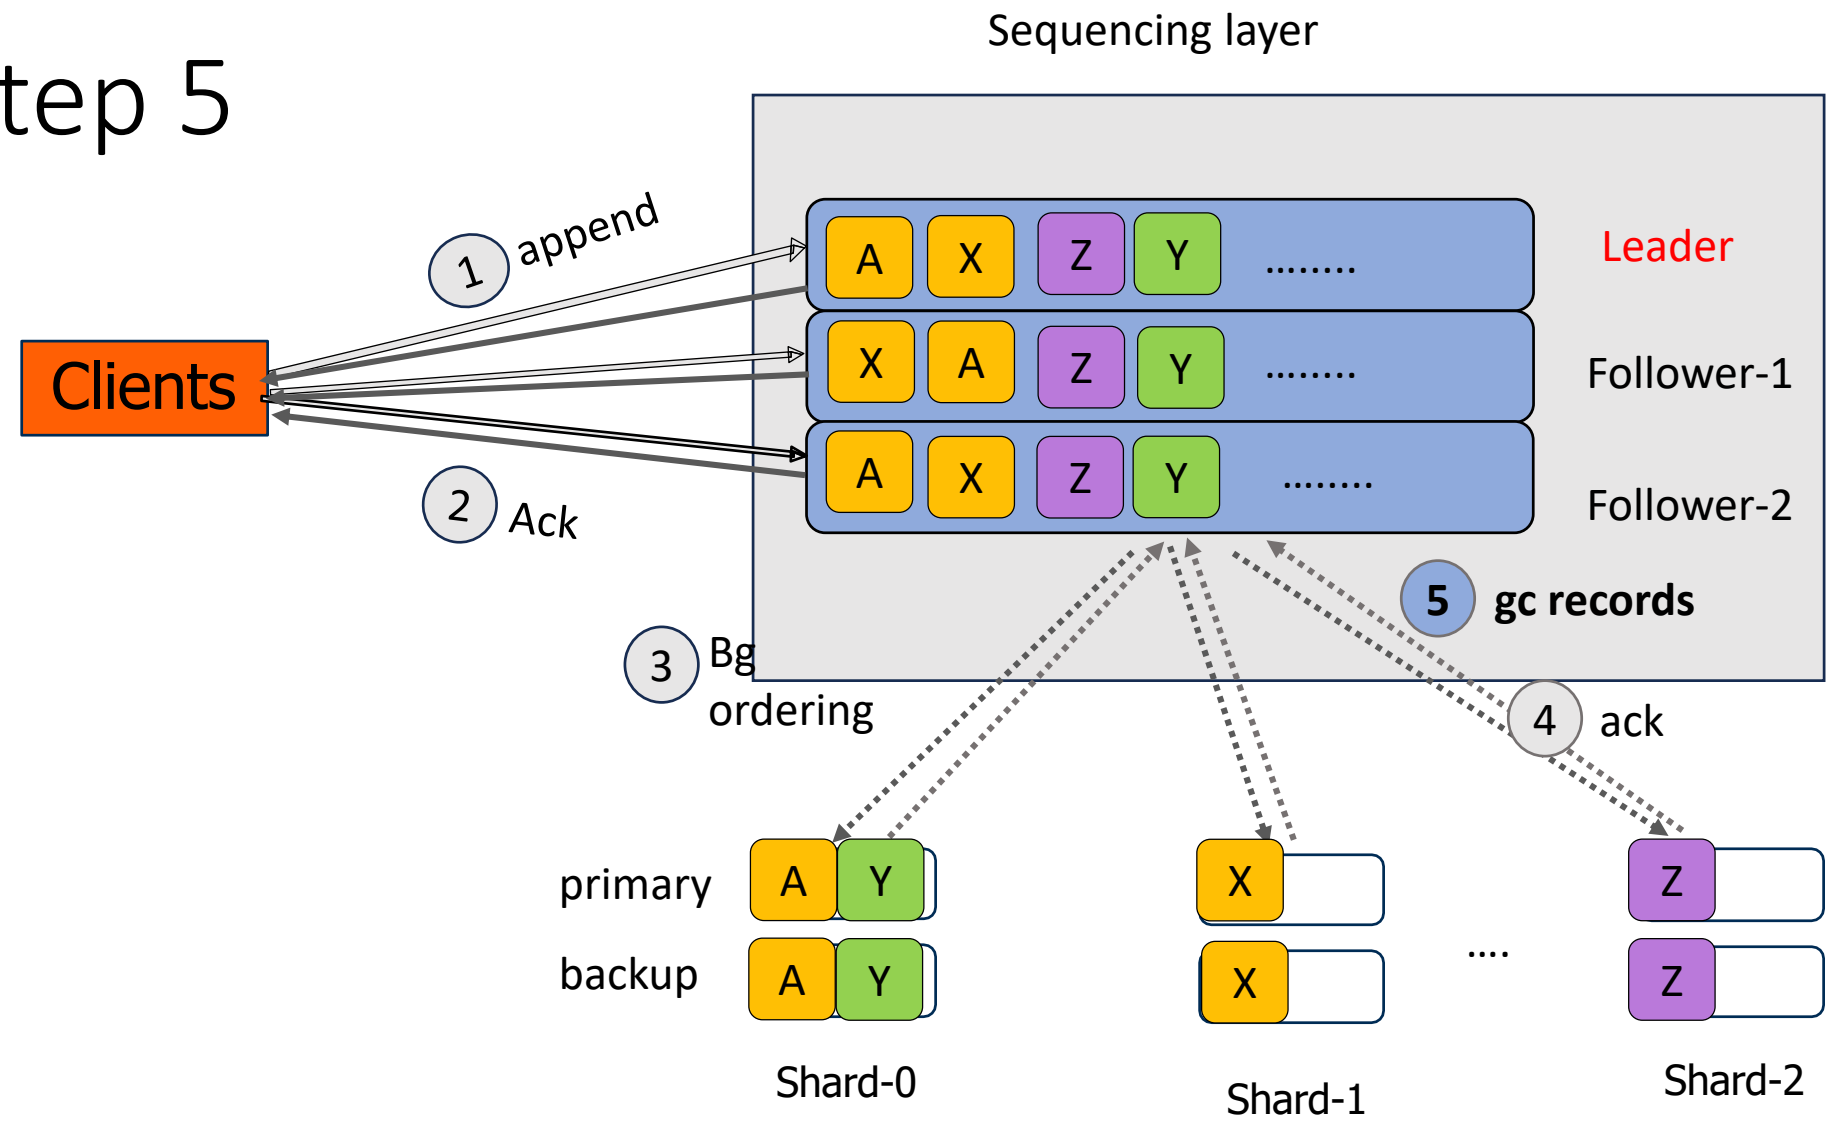 Sequencing layer
tep 5
1 append
A X Z Y ........ Leader
X A Z Y ........ Follower-1
Clients
A X Z Y ........ Follower-2
2 Ack
5 gc records
3 Bg
ordering
4 ack
primary A Y X Z
....
backup A Y X Z
Shard-0 Shard-1 Shard-2